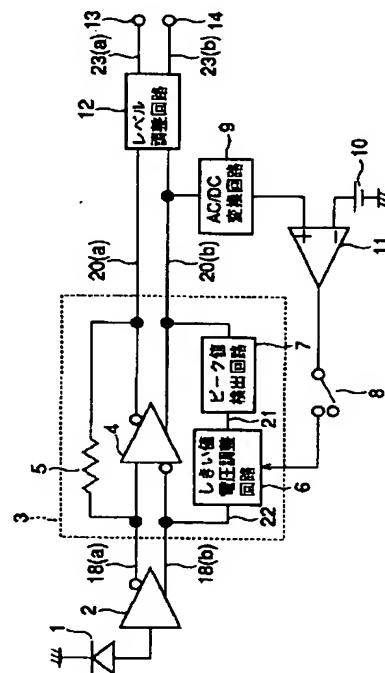 13
14
23(a)
23(b)
12
レベル
調整回路
20(a)
20(b)
9
AC/DC
変換回路
10
11
8
3
5
4
7
ピーク値
検出回路
21
しきい値
電圧調整
回路
6
22
18(a)
18(b)
2
1
+
−